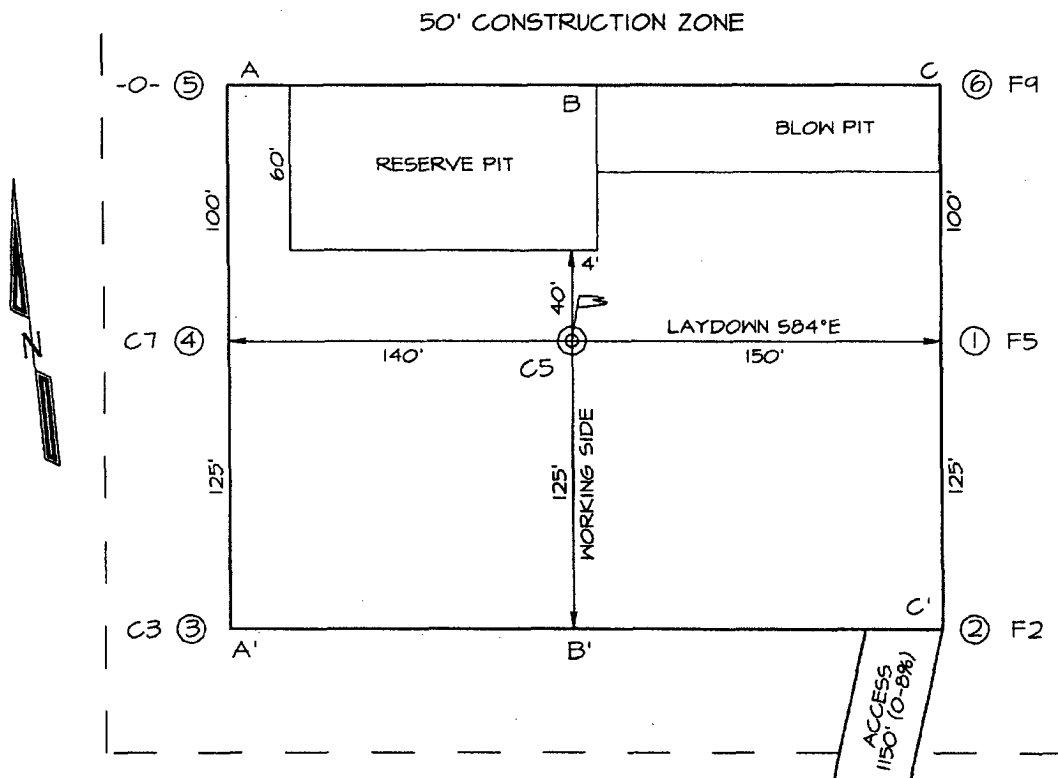 50' CONSTRUCTION ZONE
-0- 5 A C 6 F9
B
BLOW PIT
RESERVE PIT
60'
100' 100'
4'
40'
N
LAYDOWN S84°E
C7 4 1 F5
140' 150'
C5
WORKING SIDE
125' 125' 125'
C'
C3 3 2 F2
A' B'
ACCESS
1150' (0-8%)